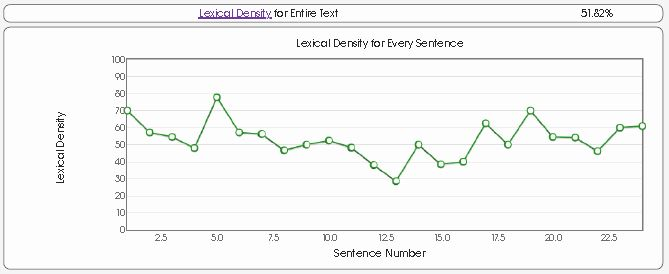 Lexical Density for Entire Text 51.82%
Lexical Density for Every Sentence
Lexical Density
100
90
80
70
60
50
40
30
20
10
0
2.5 5.0 7.5 10.0 12.5 15.0 17.5 20.0 22.5
Sentence Number